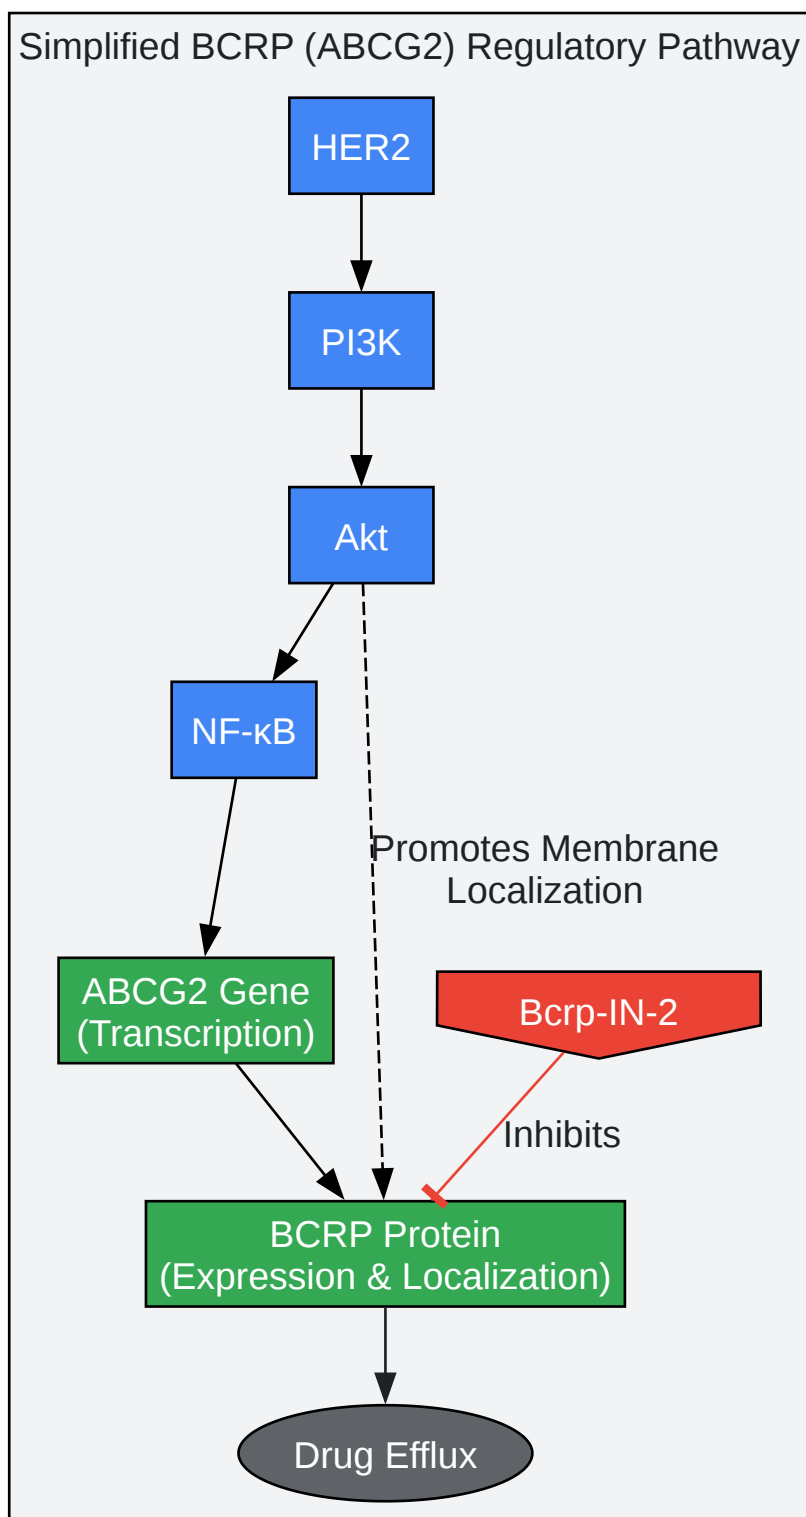 Simplified BCRP (ABCG2) Regulatory Pathway
HER2
PI3K
Akt
NF-κB
Promotes Membrane
Localization
ABCG2 Gene
(Transcription)
Bcrp-IN-2
Inhibits
BCRP Protein
(Expression & Localization)
Drug Efflux